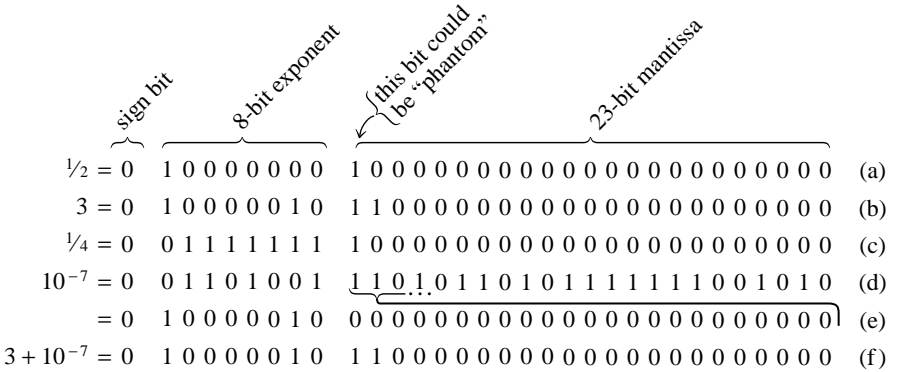 sign bit
8-bit exponent
this bit could
be “phantom”
23-bit mantissa
½ = 0 1 0 0 0 0 0 0 0 1 0 0 0 0 0 0 0 0 0 0 0 0 0 0 0 0 0 0 0 0 0 0 (a)
3 = 0 1 0 0 0 0 0 1 0 1 1 0 0 0 0 0 0 0 0 0 0 0 0 0 0 0 0 0 0 0 0 0 (b)
¼ = 0 0 1 1 1 1 1 1 1 1 0 0 0 0 0 0 0 0 0 0 0 0 0 0 0 0 0 0 0 0 0 0 (c)
10⁻⁷ = 0 0 1 1 0 1 0 0 1 1 1 0 1 0 1 1 0 1 0 1 1 1 1 1 1 1 0 0 1 0 1 0 (d)
...
= 0 1 0 0 0 0 0 1 0 0 0 0 0 0 0 0 0 0 0 0 0 0 0 0 0 0 0 0 0 0 0 0 (e)
3 + 10⁻⁷ = 0 1 0 0 0 0 0 1 0 1 1 0 0 0 0 0 0 0 0 0 0 0 0 0 0 0 0 0 0 0 0 0 (f)